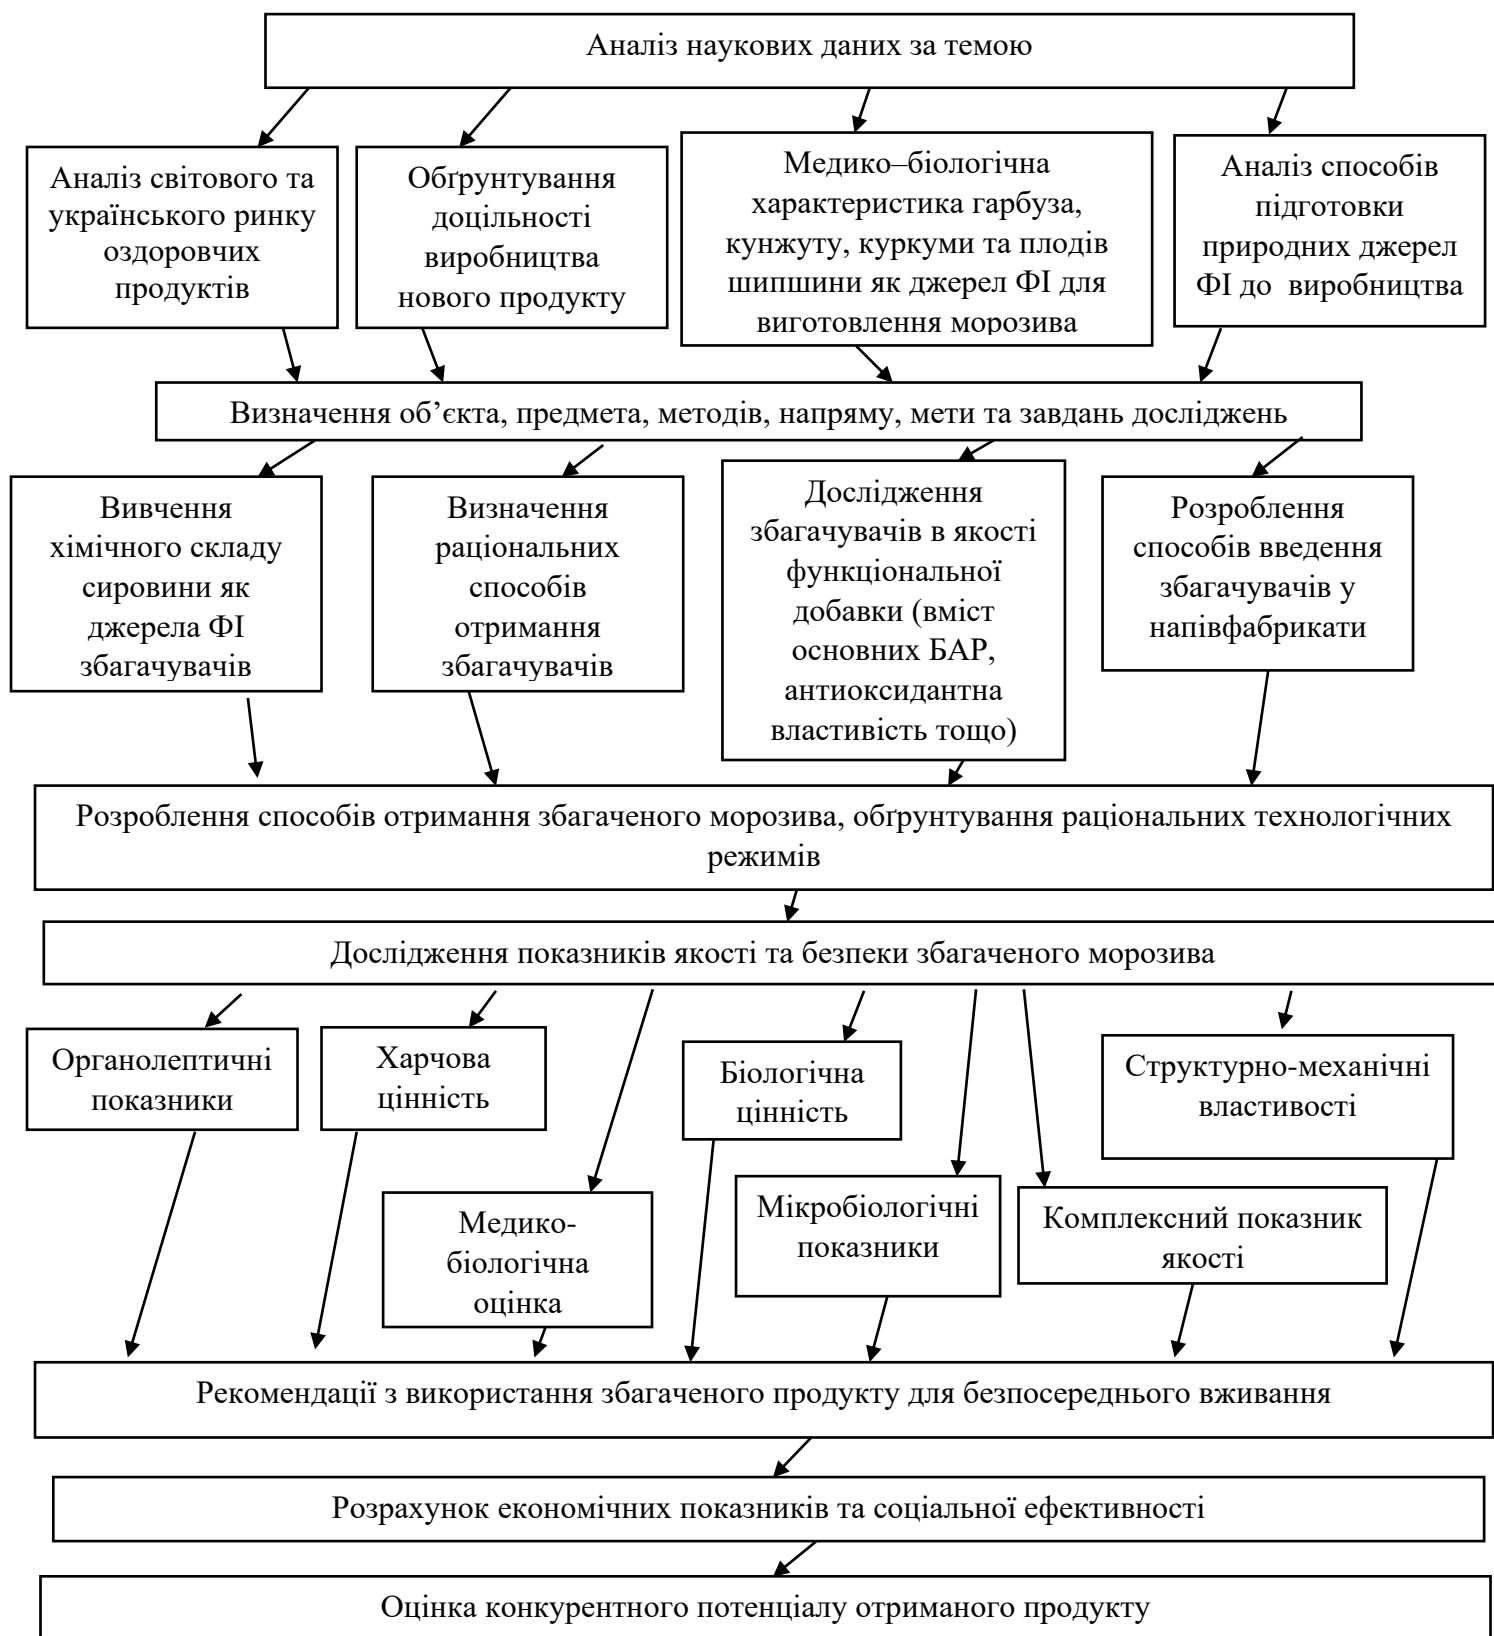 Аналіз наукових даних за темою
Аналіз світового та
українського ринку
оздоровчих
продуктів
Обґрунтування
доцільності
виробництва
нового продукту
Медико–біологічна
характеристика гарбуза,
кунжуту, куркуми та плодів
шипшини як джерел ФІ для
виготовлення морозива
Аналіз способів
підготовки
природних джерел
ФІ до виробництва
Визначення об’єкта, предмета, методів, напряму, мети та завдань досліджень
Вивчення
хімічного складу
сировини як
джерела ФІ
збагачувачів
Визначення
раціональних
способів
отримання
збагачувачів
Дослідження
збагачувачів в якості
функціональної
добавки (вміст
основних БАР,
антиоксидантна
властивість тощо)
Розроблення
способів введення
збагачувачів у
напівфабрикати
Розроблення способів отримання збагаченого морозива, обґрунтування раціональних технологічних
режимів
Дослідження показників якості та безпеки збагаченого морозива
Органолептичні
показники
Харчова
цінність
Біологічна
цінність
Структурно-механічні
властивості
Медико-
біологічна
оцінка
Мікробіологічні
показники
Комплексний показник
якості
Рекомендації з використання збагаченого продукту для безпосереднього вживання
Розрахунок економічних показників та соціальної ефективності
Оцінка конкурентного потенціалу отриманого продукту